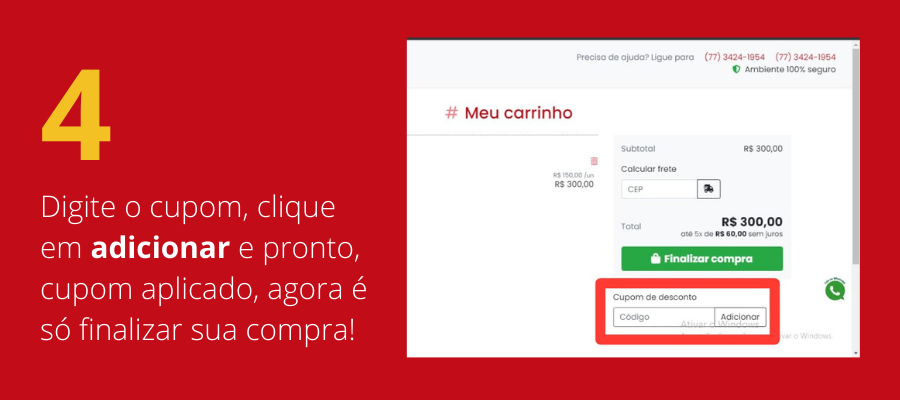 4
Digite o cupom, clique
em adicionar e pronto,
cupom aplicado, agora é
só finalizar sua compra!
Precisa de ajuda? Ligue para (77) 3424-1954 (77) 3424-1954
Ambiente 100% seguro
# Meu carrinho
R$ 150,00 /un
R$ 300,00
Subtotal R$ 300,00
Calcular frete
CEP
Total R$ 300,00
até 5x de R$ 60,00 sem juros
Finalizar compra
Cupom de desconto
Código Adicionar
Ativar o Windows
ivar o Windows.